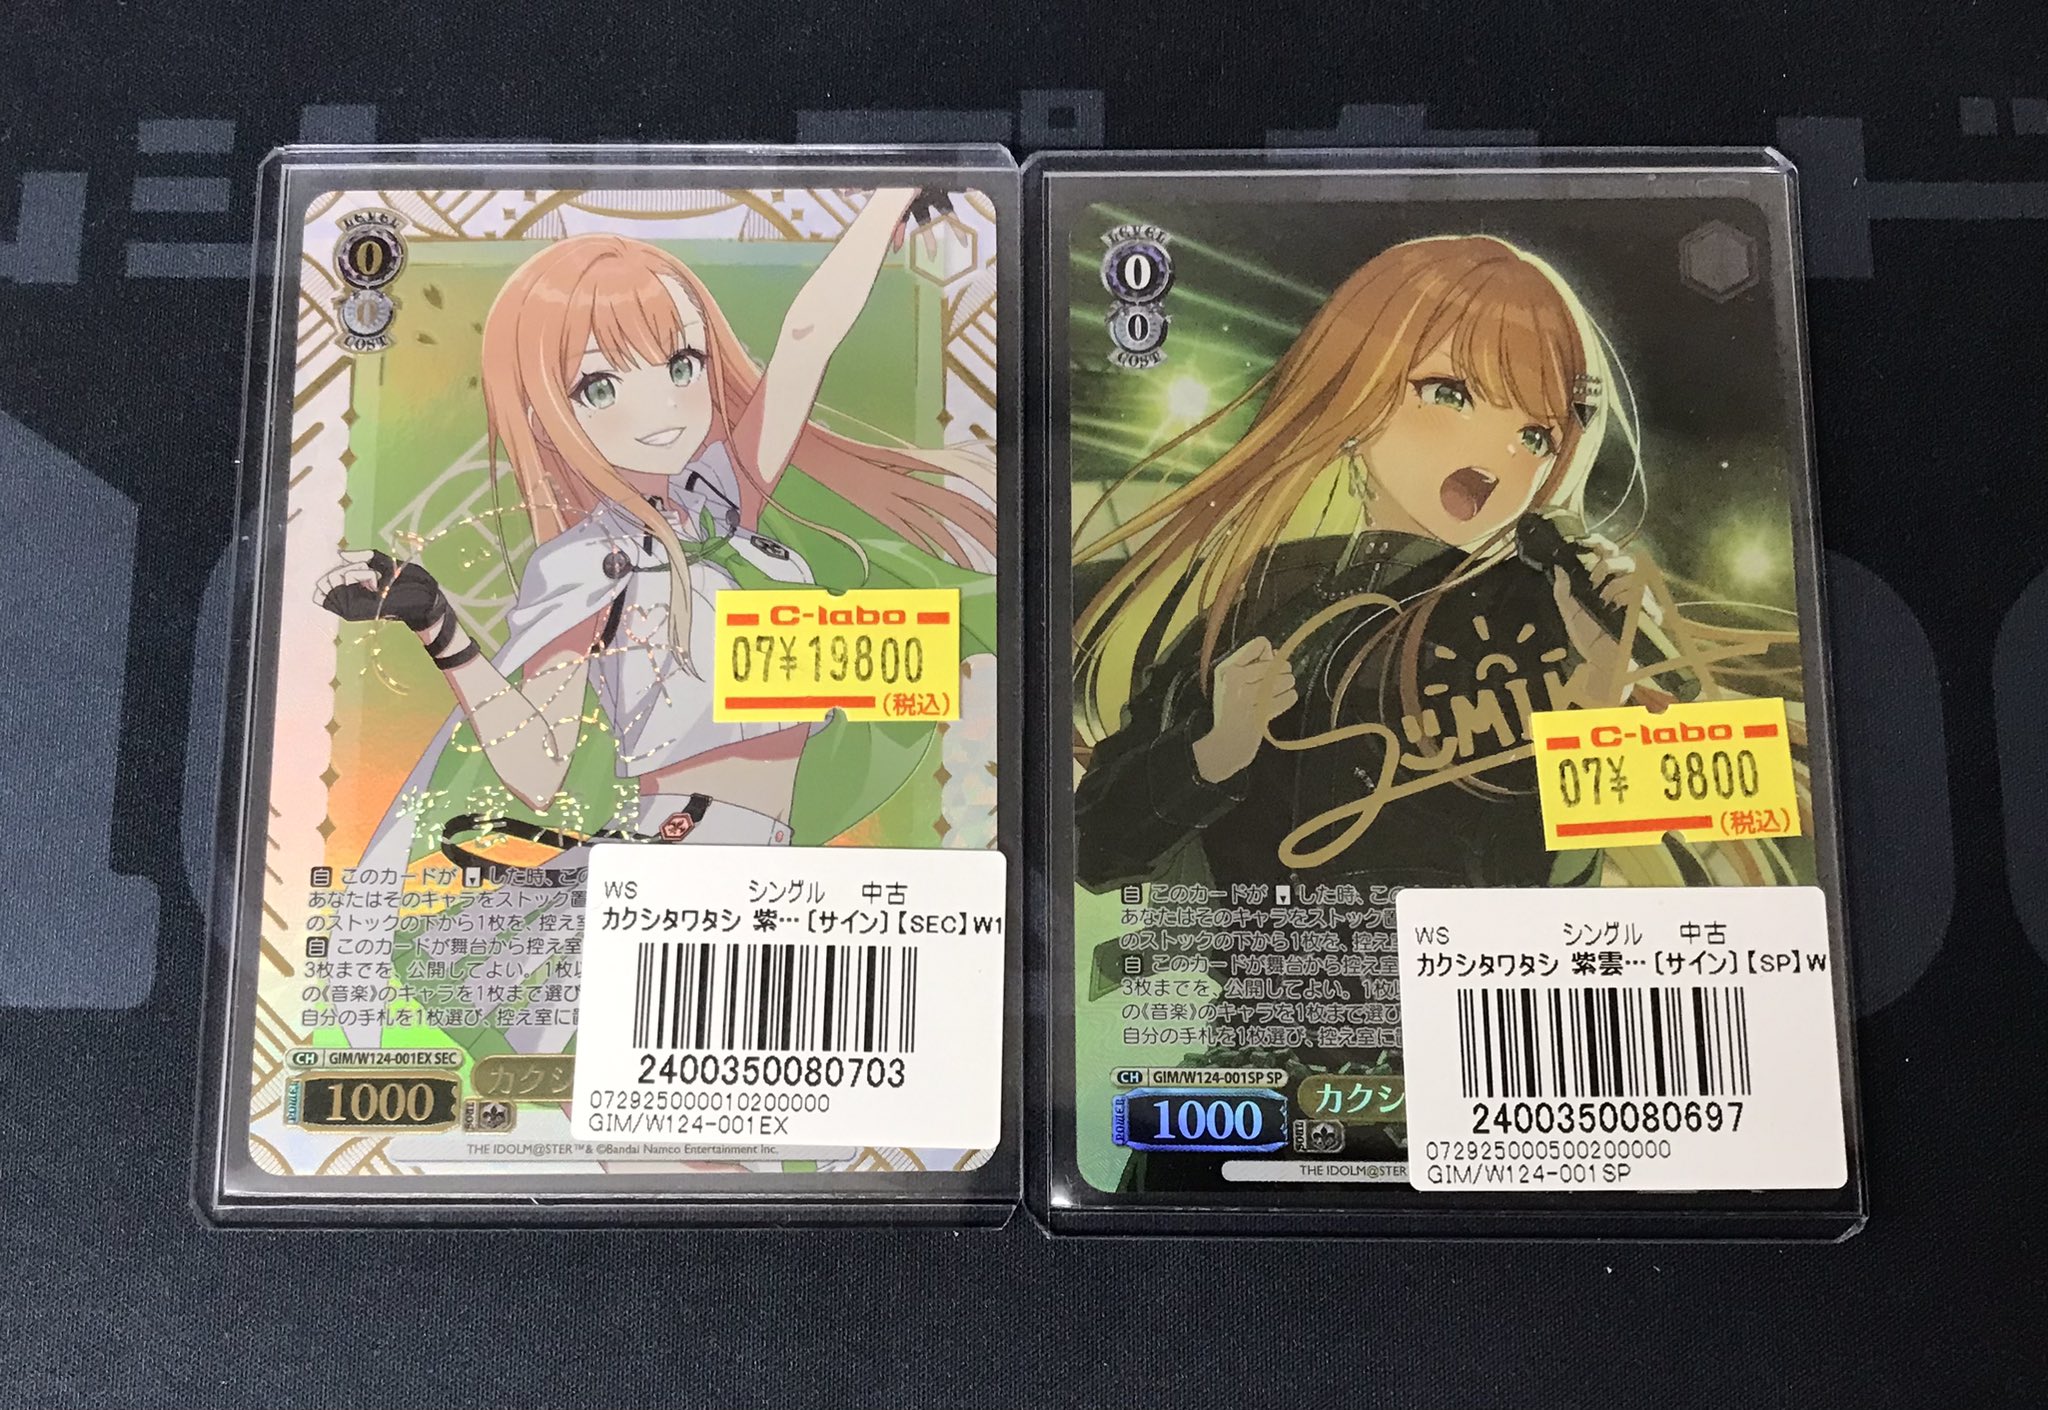 LEVEL
0
0
COST
C-labo
07¥19800
(税込)
自 このカードが
した時、この
あなたはそのキャラをストック置
のストックの下から1枚を、控え室
自 このカードが舞台から控え室
3枚までを、公開してよい。1枚以
の《音楽》のキャラを1枚まで選び
自分の手札を1枚選び、控え室に置
CH GIM/W124-001EX SEC
POWER
1000
SOUL
カクシ
THE IDOLM@STER™& ©Bandai Namco Entertainment Inc.
WS シングル 中古
カクシタワタシ 紫…〔サイン〕【SEC】W1
2400350080703
072925000010200000
GIM/W124-001EX
LEVEL
0
0
COST
SUMIKA
C-labo
07¥ 9800
(税込)
自 このカードが
した時、この
あなたはそのキャラをストック置
のストックの下から1枚を、控え室
自 このカードが舞台から控え室
3枚までを、公開してよい。1枚以
の《音楽》のキャラを1枚まで選び
自分の手札を1枚選び、控え室に置
CH GIM/W124-001SP SP
POWER
1000
SOUL
カクシ
THE IDOLM@STER
WS シングル 中古
カクシタワタシ 紫雲…〔サイン〕【SP】W
2400350080697
072925000500200000
GIM/W124-001SP